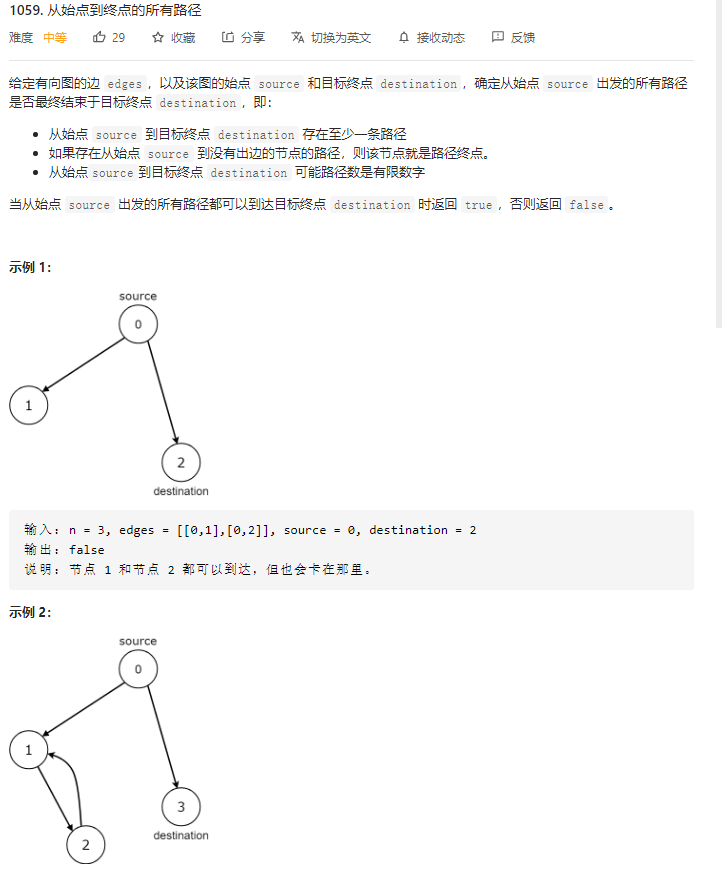 1059. 从始点到终点的所有路径
难度 中等 29 收藏 分享 切换为英文 接收动态 反馈
给定有向图的边 edges，以及该图的始点 source 和目标终点 destination，确定从始点 source 出发的所有路径
是否最终结束于目标终点 destination，即：
从始点 source 到目标终点 destination 存在至少一条路径
如果存在从始点 source 到没有出边的节点的路径，则该节点就是路径终点。
从始点source到目标终点 destination 可能路径数是有限数字
当从始点 source 出发的所有路径都可以到达目标终点 destination 时返回 true，否则返回 false。
示例 1：
source
0
1
2
destination
输入：n = 3, edges = [[0,1],[0,2]], source = 0, destination = 2
输出：false
说明：节点 1 和节点 2 都可以到达，但也会卡在那里。
示例 2：
source
0
1
3
destination
2